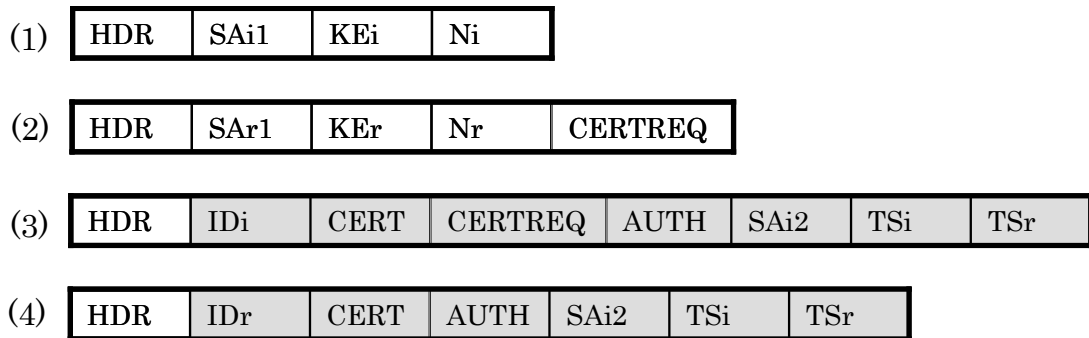 (1) HDR SAi1 KEi Ni
(2) HDR SAr1 KEr Nr CERTREQ
(3) HDR IDi CERT CERTREQ AUTH SAi2 TSi TSr
(4) HDR IDr CERT AUTH SAi2 TSi TSr